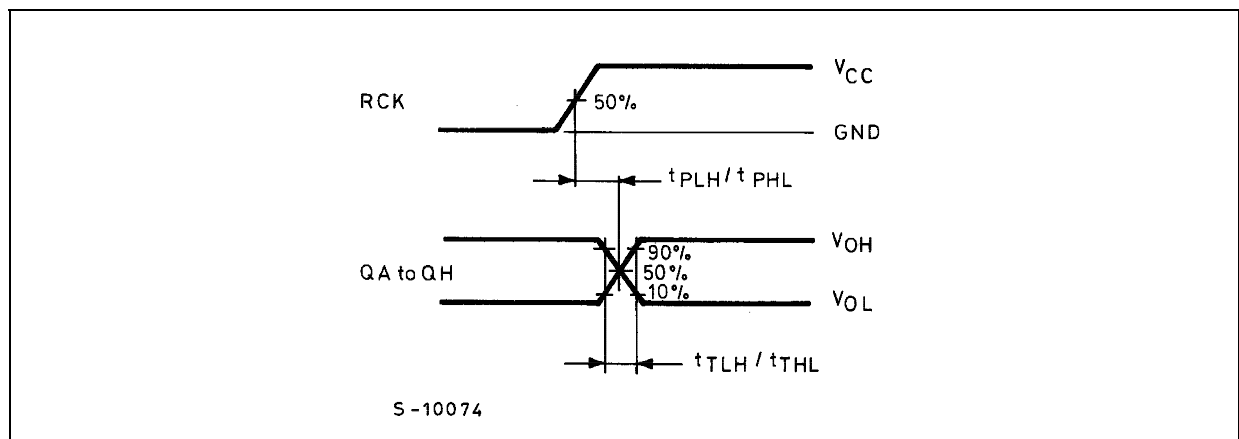 VCC
RCK
50%
GND
tPLH / tPHL
VOH
90%
QA to QH
50%
10%
VOL
tTLH / tTHL
S-10074